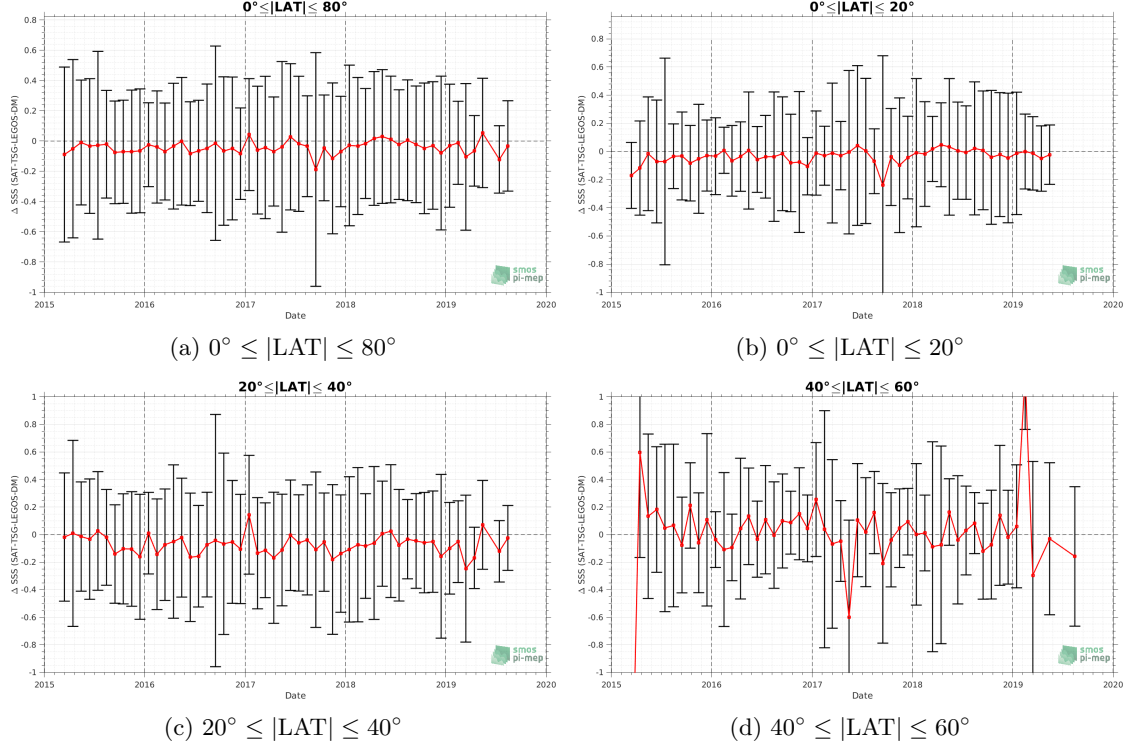 0°≤|LAT|≤ 80°
Δ SSS (SAT-TSG-LEGOS-DM)
0.8
0.6
0.4
0.2
0
-0.2
-0.4
-0.6
-0.8
-1
2015
2016
2017
2018
2019
2020
Date
smos
pi-mep
(a) 0° ≤ |LAT| ≤ 80°
0°≤|LAT|≤ 20°
Δ SSS (SAT-TSG-LEGOS-DM)
0.8
0.6
0.4
0.2
0
-0.2
-0.4
-0.6
-0.8
-1
2015
2016
2017
2018
2019
2020
Date
smos
pi-mep
(b) 0° ≤ |LAT| ≤ 20°
20°≤|LAT|≤ 40°
Δ SSS (SAT-TSG-LEGOS-DM)
1
0.8
0.6
0.4
0.2
0
-0.2
-0.4
-0.6
-0.8
-1
2015
2016
2017
2018
2019
2020
Date
smos
pi-mep
(c) 20° ≤ |LAT| ≤ 40°
40°≤|LAT|≤ 60°
Δ SSS (SAT-TSG-LEGOS-DM)
1
0.8
0.6
0.4
0.2
0
-0.2
-0.4
-0.6
-0.8
-1
2015
2016
2017
2018
2019
2020
Date
smos
pi-mep
(d) 40° ≤ |LAT| ≤ 60°